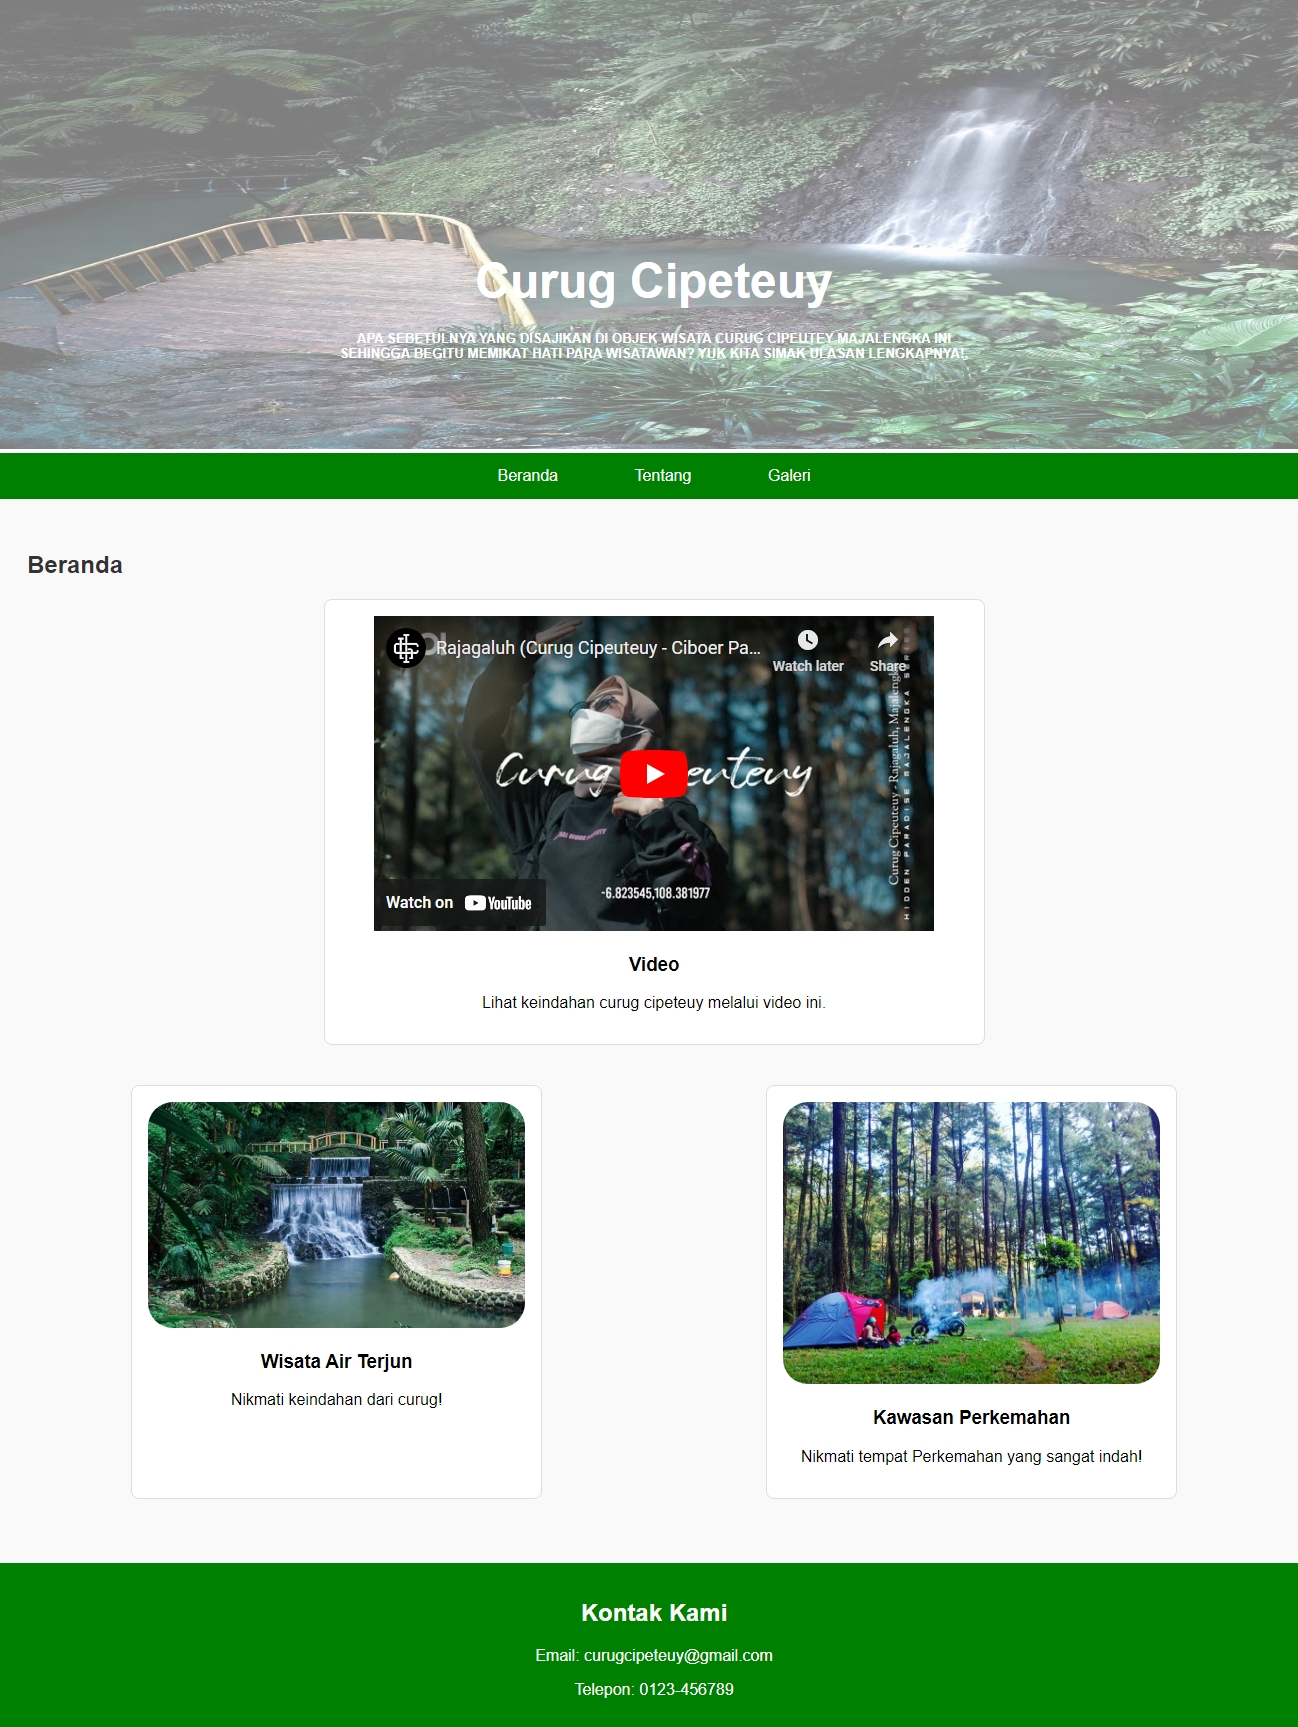 Curug Cipeteuy
APA SEBETULNYA YANG DISAJIKAN DI OBJEK WISATA CURUG CIPEUTEY MAJALENGKA INI
SEHINGGA BEGITU MEMIKAT HATI PARA WISATAWAN? YUK KITA SIMAK ULASAN LENGKAPNYA!.
Beranda
Tentang
Galeri
Beranda
Rajagaluh (Curug Cipeuteuy - Ciboer Pa...
Watch later
Share
Curug Cipeuteuy - Rajagaluh, Majalengka
HIDDEN PARADISE MAJALENGKA SERIES
-6.823545,108.381977
Watch on YouTube
Video
Lihat keindahan curug cipeteuy melalui video ini.
Wisata Air Terjun
Nikmati keindahan dari curug!
Kawasan Perkemahan
Nikmati tempat Perkemahan yang sangat indah!
Kontak Kami
Email: curugcipeteuy@gmail.com
Telepon: 0123-456789